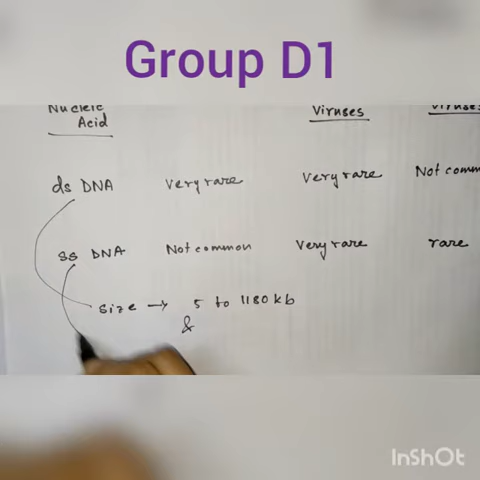 Group D1
Nucleic Viruses Viruses
Acid
ds DNA Very rare Very rare Not comm
ss DNA Not common Very rare rare
Size → 5 to 1180 kb
&
InShOt